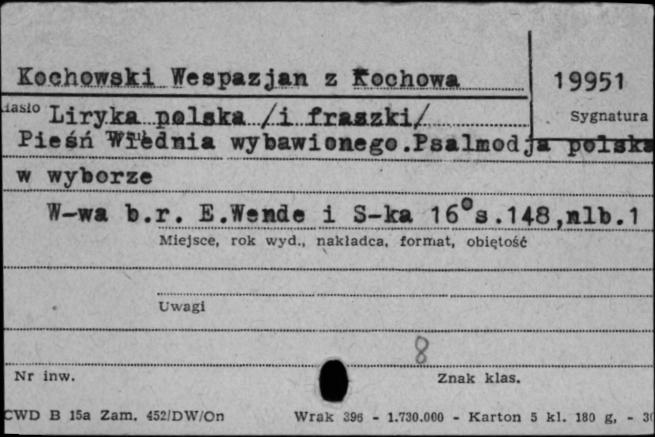 Kochowski Wespazjan z Kochowa
19951
iasło Liryka polska /i fraszki/
Sygnatura
Pieśń Wiednia wybawionego.Psalmodja polska
w wyborze
W-wa b.r. E.Wende i S-ka 16°s.148,nlb.1
Miejsce, rok wyd., nakładca, format, objętość
Uwagi
8
Nr inw.
Znak klas.
CWD B 15a Zam. 452/DW/On Wrak 396 - 1.730.000 - Karton 5 kl. 180 g, - 30